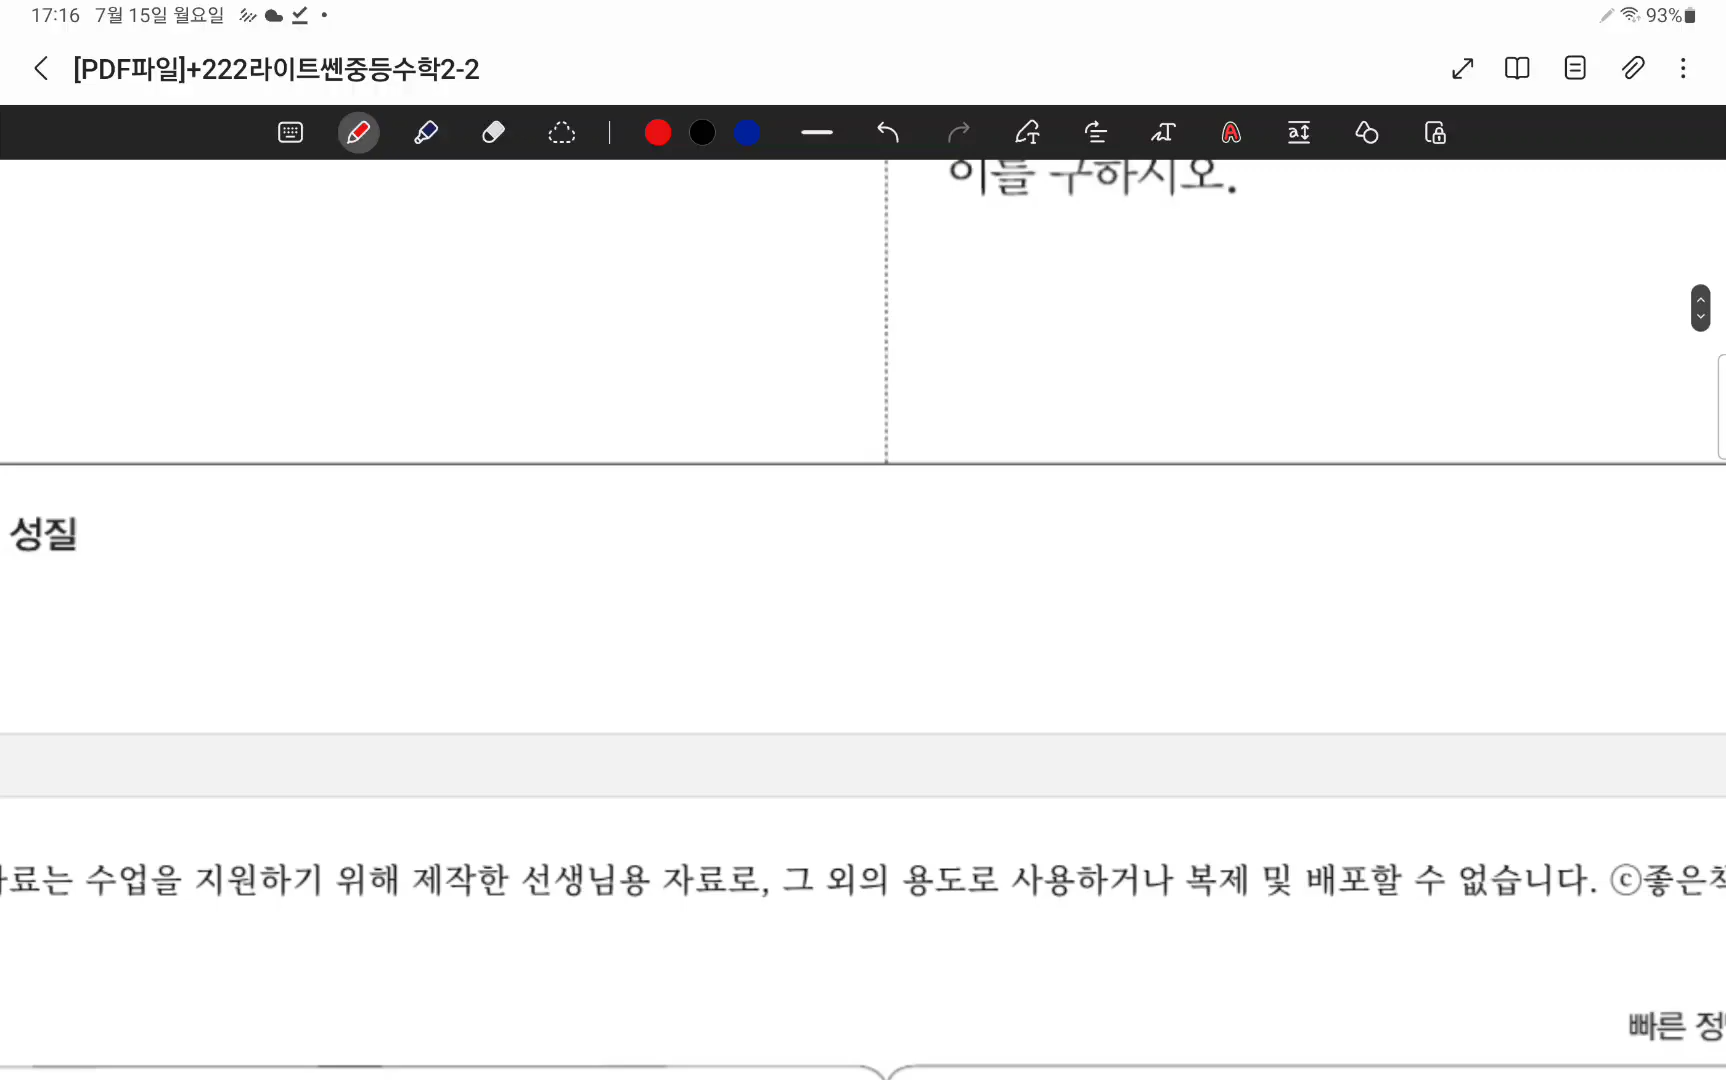 17:16 7월 15일 월요일
93%
[PDF파일]+222라이트쎈중등수학2-2
이를 구하시오.
성질
자료는 수업을 지원하기 위해 제작한 선생님용 자료로, 그 외의 용도로 사용하거나 복제 및 배포할 수 없습니다. ⓒ좋은책
빠른